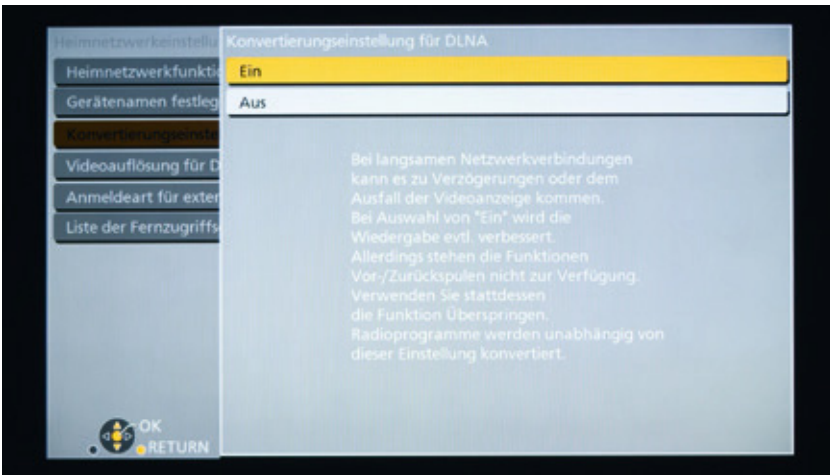 Heimnetzwerkeinstellu
Konvertierungseinstellung für DLNA
Heimnetzwerkfunktio
Ein
Gerätenamen festleg
Aus
Konvertierungseinste
Videoauflösung für D
Anmeldeart für exter
Liste der Fernzugriffs
Bei langsamen Netzwerkverbindungen
kann es zu Verzögerungen oder dem
Ausfall der Videoanzeige kommen.
Bei Auswahl von "Ein" wird die
Wiedergabe evtl. verbessert.
Allerdings stehen die Funktionen
Vor-/Zurückspulen nicht zur Verfügung.
Verwenden Sie stattdessen
die Funktion Überspringen.
Radioprogramme werden unabhängig von
dieser Einstellung konvertiert.
OK
RETURN